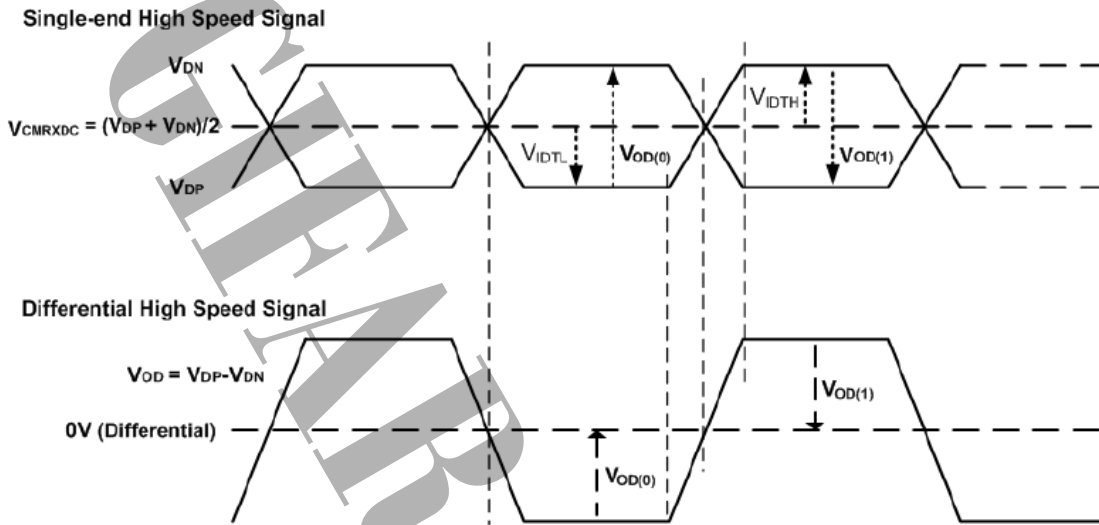 Single-end High Speed Signal
VDN
VCMRXDC = (VDP + VDN)/2
VDP
VIDTL
VOD(0)
VIDTH
VOD(1)
Differential High Speed Signal
VOD = VDP-VDN
0V (Differential)
VOD(0)
VOD(1)